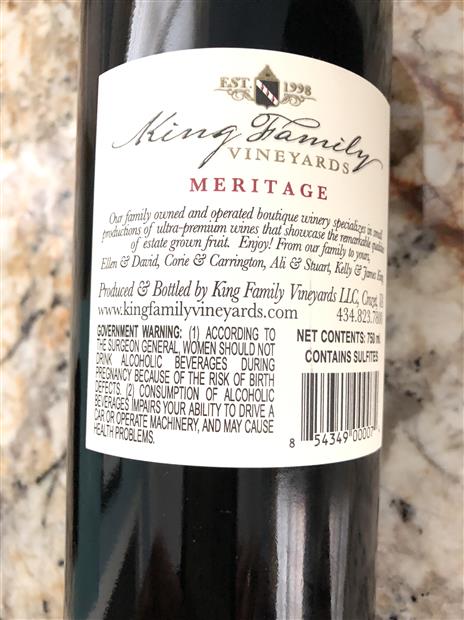 EST. 1998
King Family
VINEYARDS
MERITAGE
Our family owned and operated boutique winery specializes in small
productions of ultra-premium wines that showcase the remarkable qualities
of estate grown fruit. Enjoy! From our family to yours,
Ellen & David, Corie & Carrington, Ali & Stuart, Kelly & James King
Produced & Bottled by King Family Vineyards LLC, Crozet, VA
www.kingfamilyvineyards.com 434.823.7800
GOVERNMENT WARNING: (1) ACCORDING TO
THE SURGEON GENERAL, WOMEN SHOULD NOT
DRINK ALCOHOLIC BEVERAGES DURING
PREGNANCY BECAUSE OF THE RISK OF BIRTH
DEFECTS. (2) CONSUMPTION OF ALCOHOLIC
BEVERAGES IMPAIRS YOUR ABILITY TO DRIVE A
CAR OR OPERATE MACHINERY, AND MAY CAUSE
HEALTH PROBLEMS.
NET CONTENTS: 750 ml
CONTAINS SULFITES
8 54349 00007